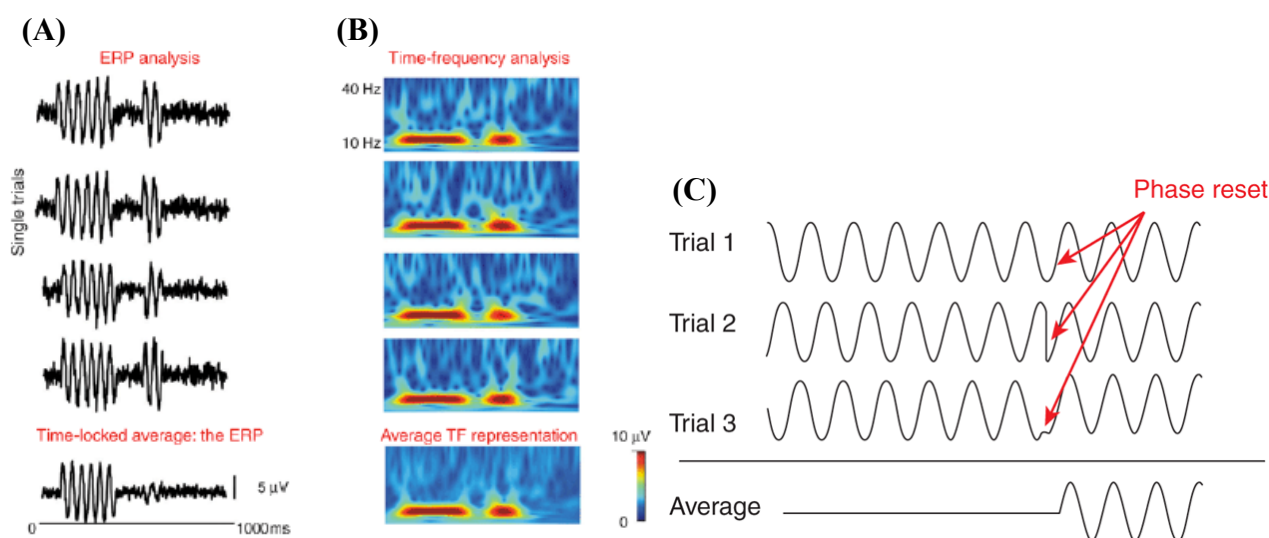 (A)
ERP analysis
Single trials
Time-locked average: the ERP
5 µV
0
1000ms
(B)
Time-frequency analysis
40 Hz
10 Hz
Average TF representation
10 µV
0
(C)
Phase reset
Trial 1
Trial 2
Trial 3
Average